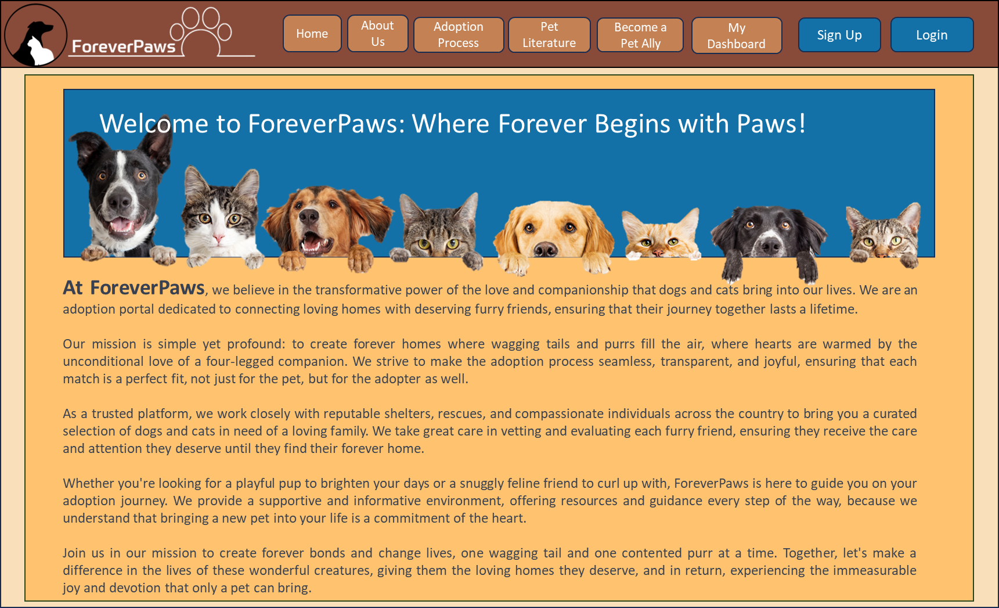 ForeverPaws
Home
About
Us
Adoption
Process
Pet
Literature
Become a
Pet Ally
My
Dashboard
Sign Up
Login
Welcome to ForeverPaws: Where Forever Begins with Paws!
At ForeverPaws, we believe in the transformative power of the love and companionship that dogs and cats bring into our lives. We are an
adoption portal dedicated to connecting loving homes with deserving furry friends, ensuring that their journey together lasts a lifetime.
Our mission is simple yet profound: to create forever homes where wagging tails and purrs fill the air, where hearts are warmed by the
unconditional love of a four-legged companion. We strive to make the adoption process seamless, transparent, and joyful, ensuring that each
match is a perfect fit, not just for the pet, but for the adopter as well.
As a trusted platform, we work closely with reputable shelters, rescues, and compassionate individuals across the country to bring you a curated
selection of dogs and cats in need of a loving family. We take great care in vetting and evaluating each furry friend, ensuring they receive the care
and attention they deserve until they find their forever home.
Whether you're looking for a playful pup to brighten your days or a snuggly feline friend to curl up with, ForeverPaws is here to guide you on your
adoption journey. We provide a supportive and informative environment, offering resources and guidance every step of the way, because we
understand that bringing a new pet into your life is a commitment of the heart.
Join us in our mission to create forever bonds and change lives, one wagging tail and one contented purr at a time. Together, let's make a
difference in the lives of these wonderful creatures, giving them the loving homes they deserve, and in return, experiencing the immeasurable
joy and devotion that only a pet can bring.